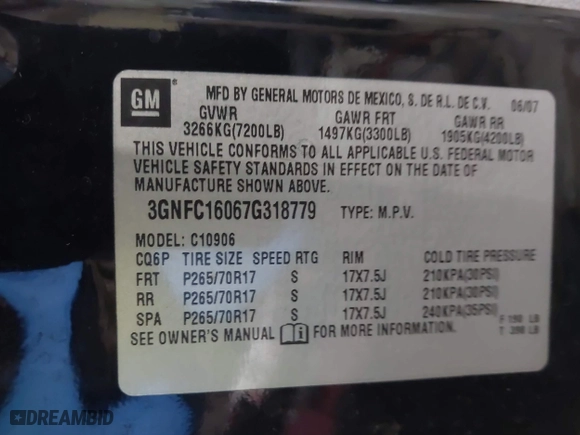 GM
MFD BY GENERAL MOTORS DE MEXICO, S. DE R.L. DE C.V. 06/07
GVWR GAWR FRT GAWR RR
3266KG(7200LB) 1497KG(3300LB) 1905KG(4200LB)
THIS VEHICLE CONFORMS TO ALL APPLICABLE U.S. FEDERAL MOTOR
VEHICLE SAFETY STANDARDS IN EFFECT ON THE DATE OF
MANUFACTURE SHOWN ABOVE.
3GNFC16067G318779 TYPE: M.P.V.
MODEL: C10906
CQ6P TIRE SIZE SPEED RTG RIM COLD TIRE PRESSURE
FRT P265/70R17 S 17X7.5J 210KPA(30PSI)
RR P265/70R17 S 17X7.5J 210KPA(30PSI)
SPA P265/70R17 S 17X7.5J 240KPA(35PSI)
SEE OWNER'S MANUAL i FOR MORE INFORMATION.
F 198 LB
T 398 LB
DREAMBID